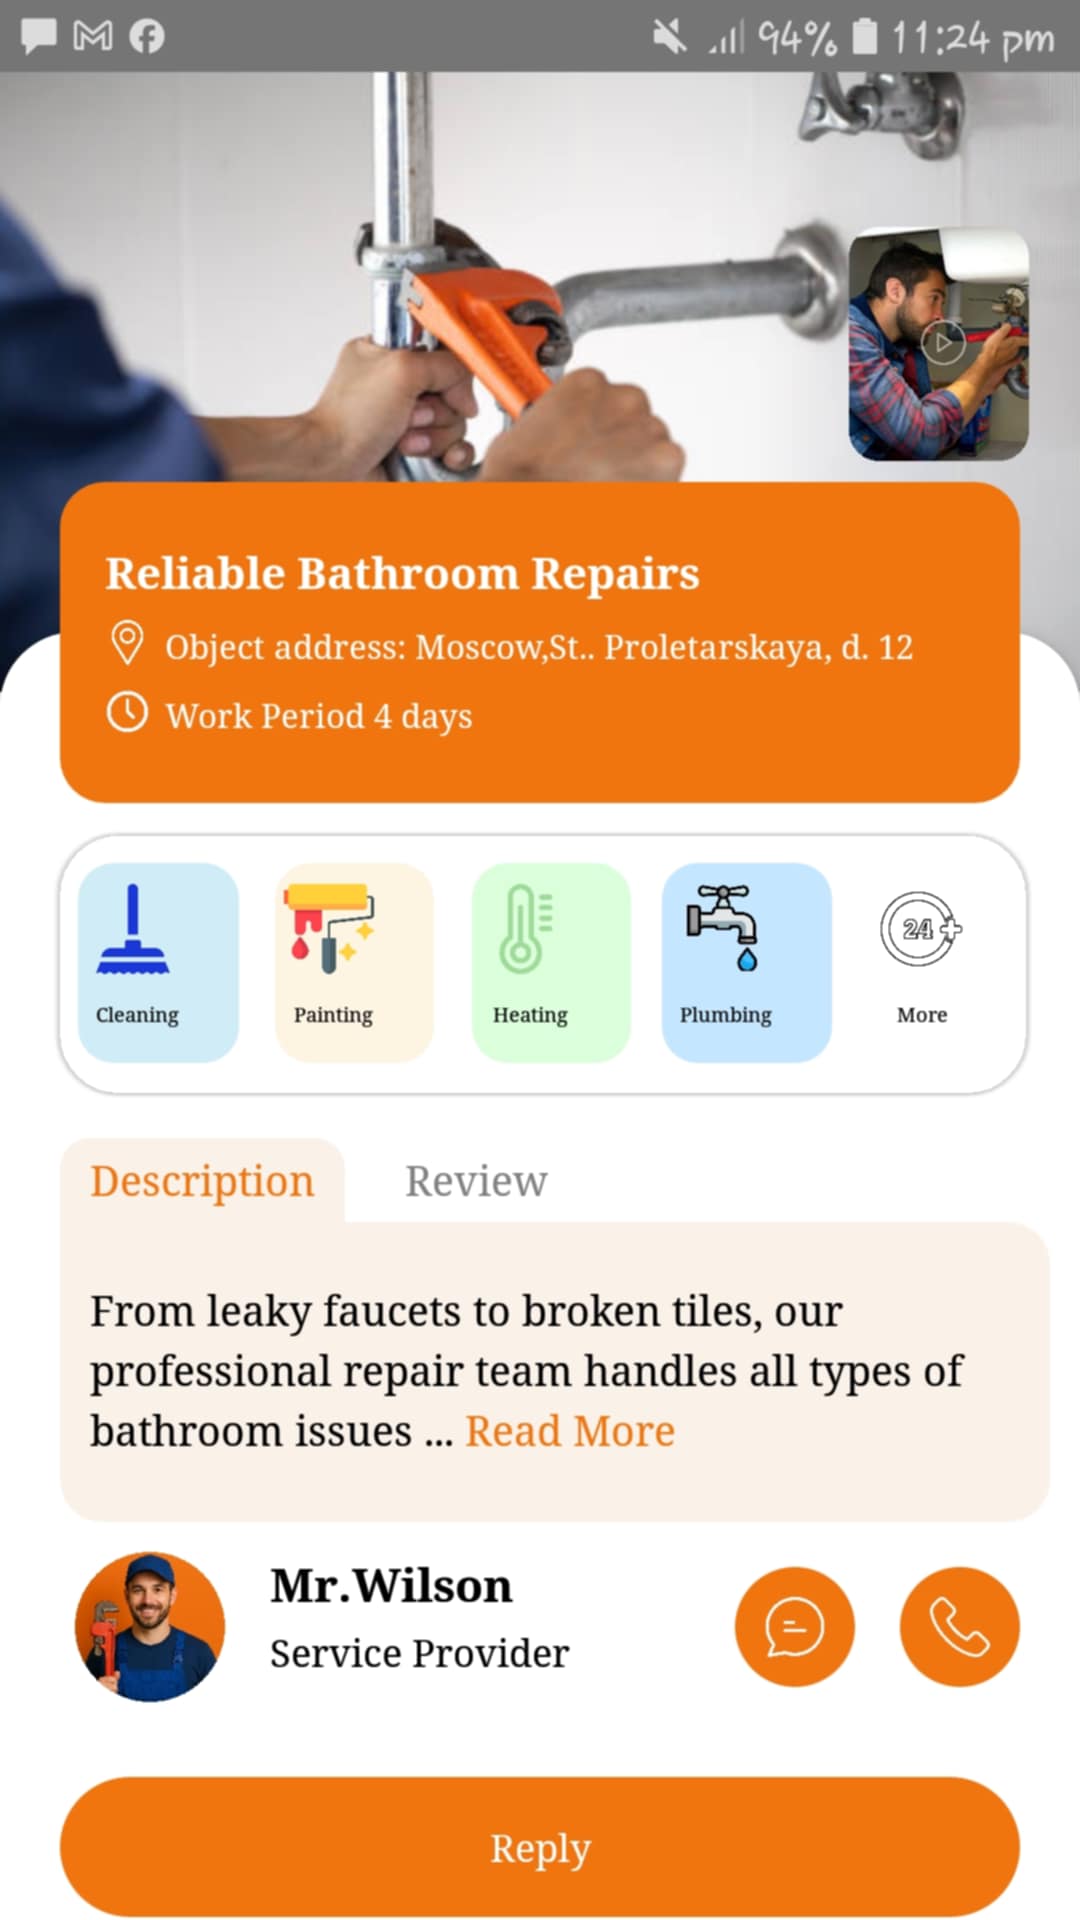 94% 11:24 pm
Reliable Bathroom Repairs
Object address: Moscow,St.. Proletarskaya, d. 12
Work Period 4 days
24
Cleaning Painting Heating Plumbing More
Description Review
From leaky faucets to broken tiles, our
professional repair team handles all types of
bathroom issues ... Read More
Mr.Wilson
Service Provider
Reply